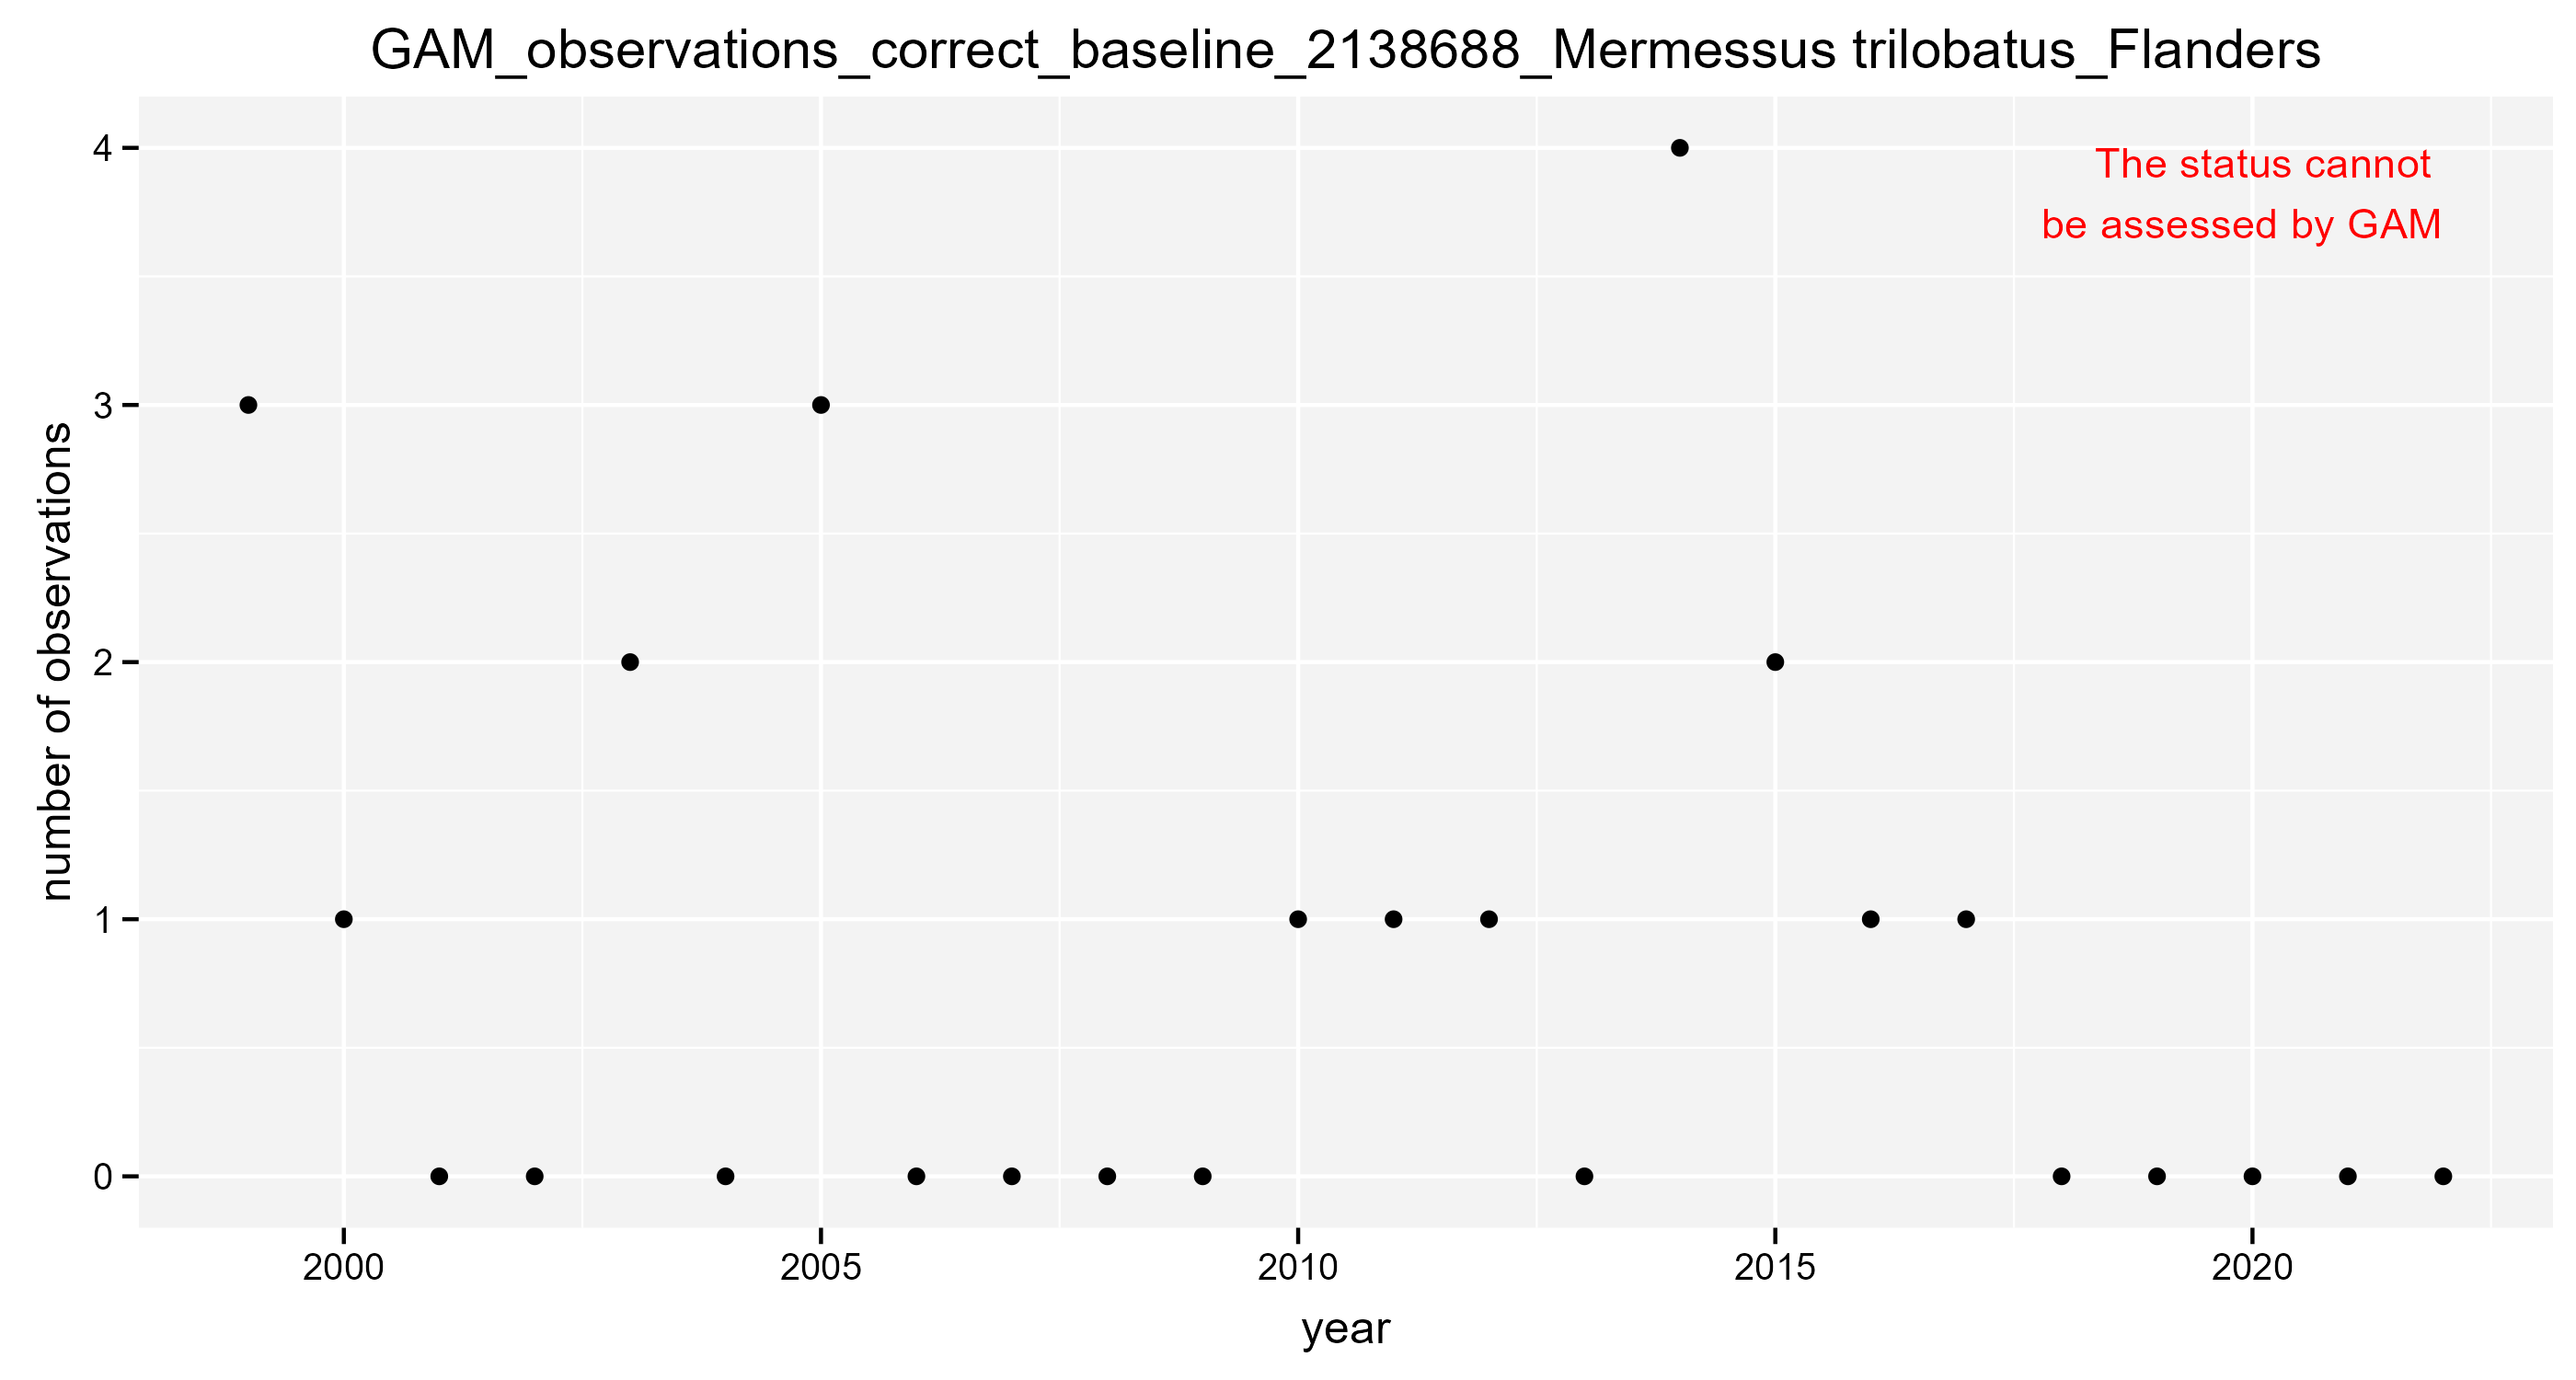 GAM_observations_correct_baseline_2138688_Mermessus trilobatus_Flanders
The status cannot
be assessed by GAM
number of observations
4
3
2
1
0
2000 2005 2010 2015 2020
year